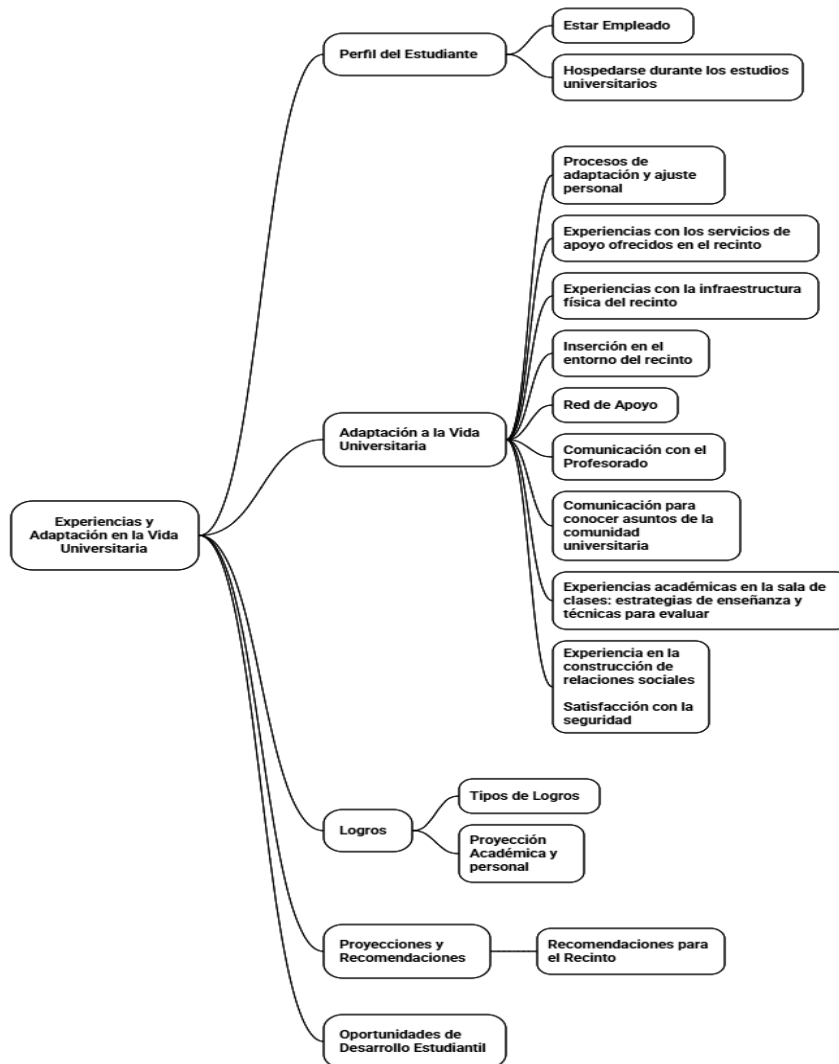 Experiencias y
Adaptación en la Vida
Universitaria
Perfil del Estudiante
Estar Empleado
Hospedarse durante los estudios
universitarios
Adaptación a la Vida
Universitaria
Procesos de
adaptación y ajuste
personal
Experiencias con los servicios de
apoyo ofrecidos en el recinto
Experiencias con la infraestructura
física del recinto
Inserción en el
entorno del recinto
Red de Apoyo
Comunicación con el
Profesorado
Comunicación para
conocer asuntos de la
comunidad
universitaria
Experiencias académicas en la sala de
clases: estrategias de enseñanza y
técnicas para evaluar
Experiencia en la
construcción de
relaciones sociales
Satisfacción con la
seguridad
Logros
Tipos de Logros
Proyección
Académica y
personal
Proyecciones y
Recomendaciones
Recomendaciones para
el Recinto
Oportunidades de
Desarrollo Estudiantil